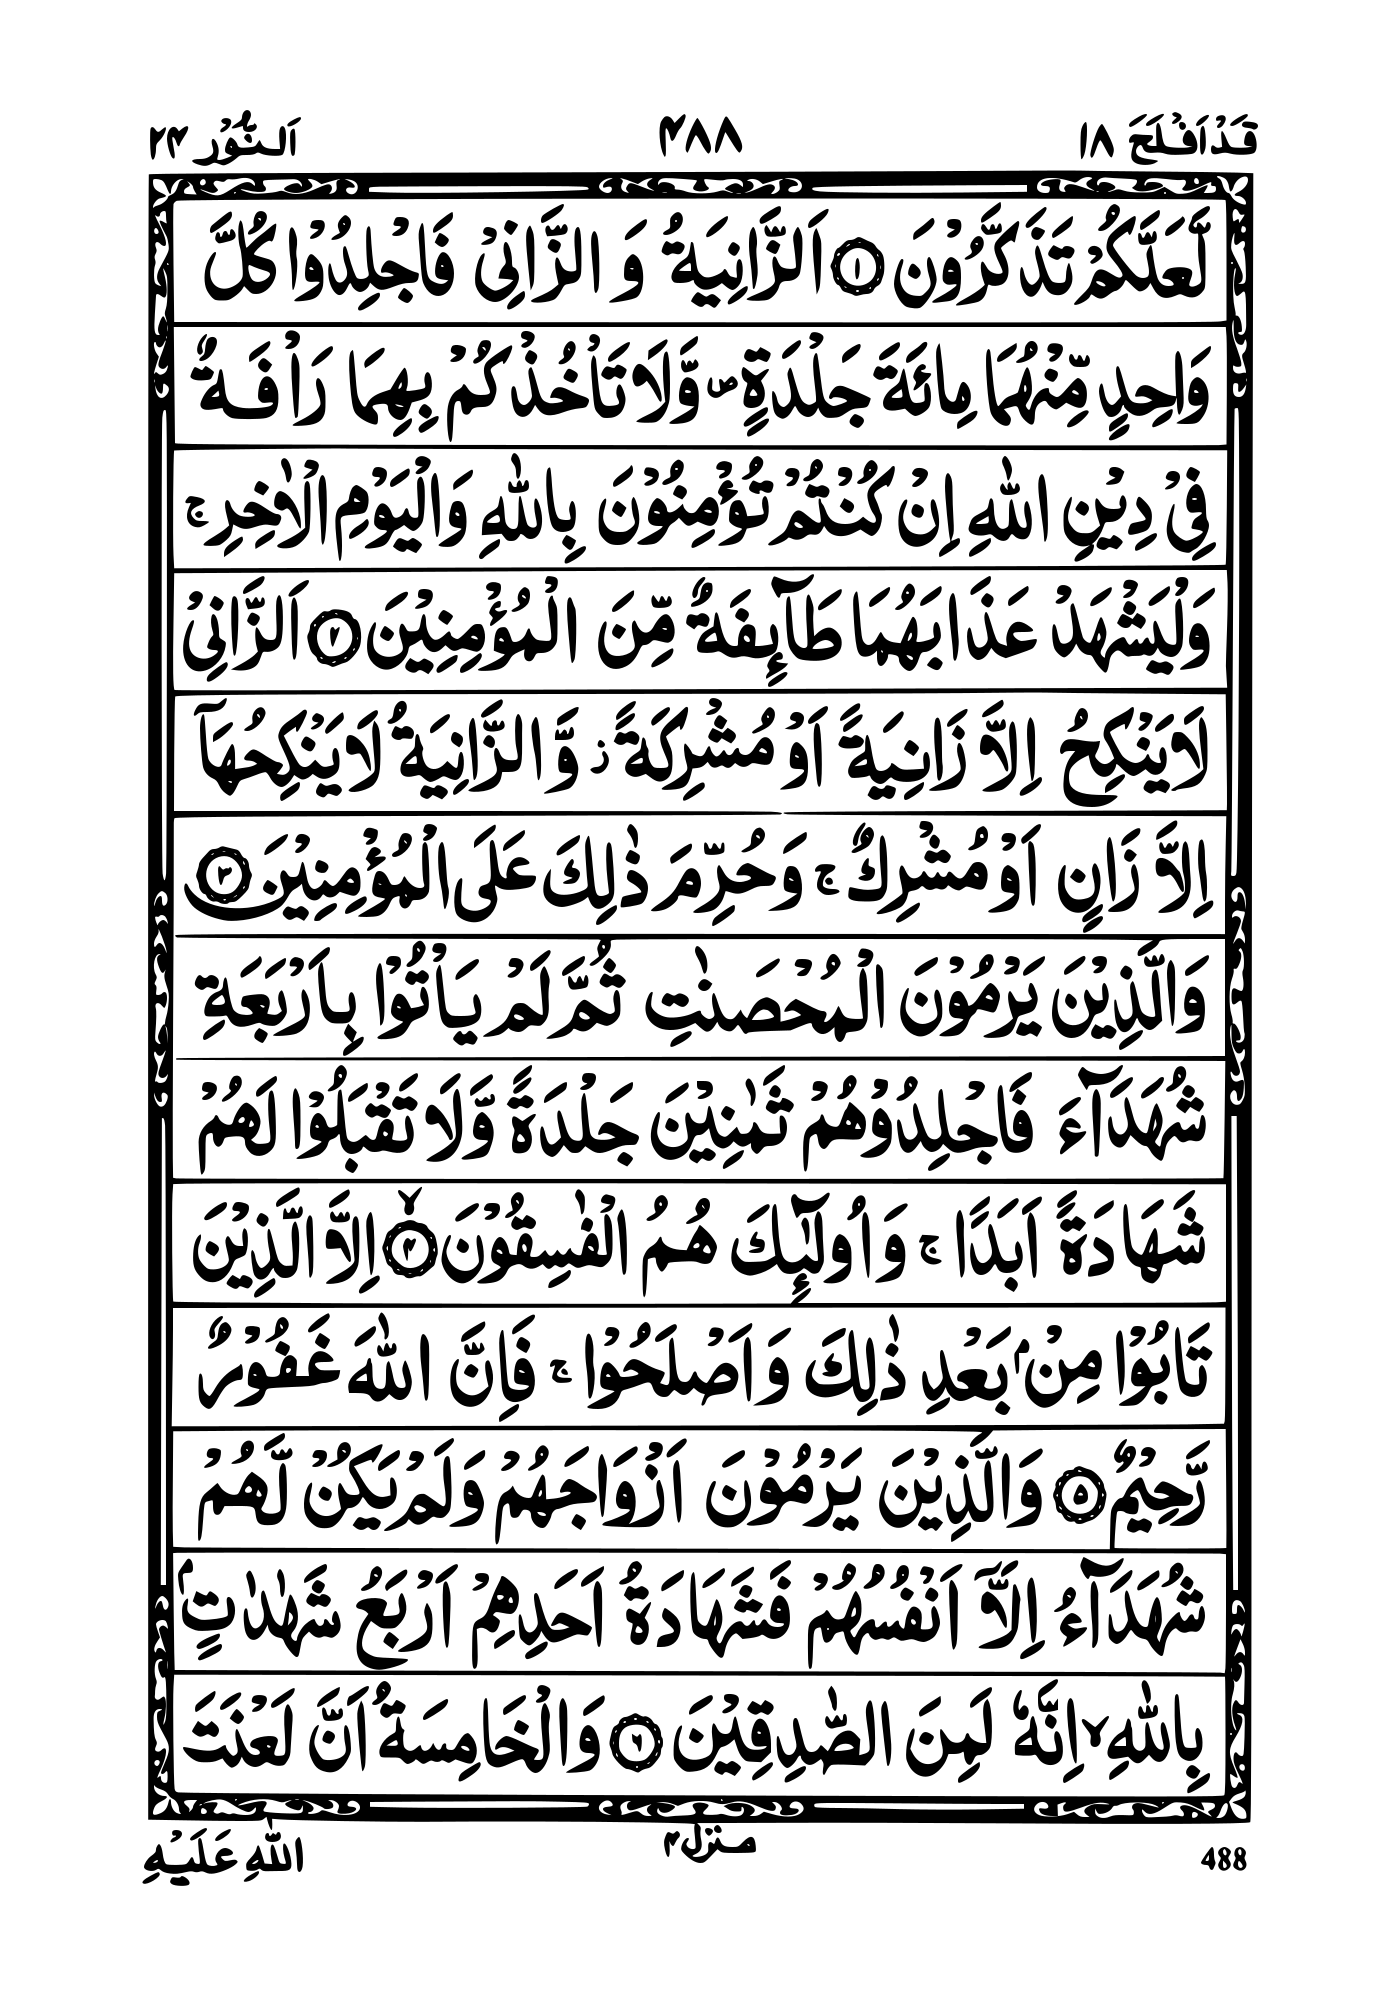 قَدْ اَفْلَحَ ١٨
٤٨٨
اَلنُّوْر ٢٤
لَّعَلَّكُمْ تَذَكَّرُوْنَ ۝١ اَلزَّانِيَةُ وَ الزَّانِىْ فَاجْلِدُوْا كُلَّ
وَاحِدٍ مِّنْهُمَا مِائَةَ جَلْدَةٍ ۪ وَّلَا تَاْخُذْكُمْ بِهِمَا رَاْفَةٌ
فِىْ دِيْنِ اللّٰهِ اِنْ كُنْتُمْ تُؤْمِنُوْنَ بِاللّٰهِ وَالْيَوْمِ الْاٰخِرِ ۚ
وَلْيَشْهَدْ عَذَابَهُمَا طَآئِفَةٌ مِّنَ الْمُؤْمِنِيْنَ ۝٢ اَلزَّانِىْ
لَا يَنْكِحُ اِلَّا زَانِيَةً اَوْ مُشْرِكَةً ز وَّ الزَّانِيَةُ لَا يَنْكِحُهَآ
اِلَّا زَانٍ اَوْ مُشْرِكٌ ۚ وَحُرِّمَ ذٰلِكَ عَلَى الْمُؤْمِنِيْنَ ۝٣
وَالَّذِيْنَ يَرْمُوْنَ الْمُحْصَنٰتِ ثُمَّ لَمْ يَاْتُوْا بِاَرْبَعَةِ
شُهَدَآءَ فَاجْلِدُوْهُمْ ثَمٰنِيْنَ جَلْدَةً وَّلَا تَقْبَلُوْا لَهُمْ
شَهَادَةً اَبَدًا ۚ وَ اُولٰٓئِكَ هُمُ الْفٰسِقُوْنَ ۝٤ۙ اِلَّا الَّذِيْنَ
تَابُوْا مِنْۢ بَعْدِ ذٰلِكَ وَ اَصْلَحُوْا ۚ فَاِنَّ اللّٰهَ غَفُوْرٌ
رَّحِيْمٌ ۝٥ وَالَّذِيْنَ يَرْمُوْنَ اَزْوَاجَهُمْ وَلَمْ يَكُنْ لَّهُمْ
شُهَدَآءُ اِلَّآ اَنْفُسُهُمْ فَشَهَادَةُ اَحَدِهِمْ اَرْبَعُ شَهٰدٰتٍۭ
بِاللّٰهِ ۙ اِنَّهٗ لَمِنَ الصّٰدِقِيْنَ ۝٦ وَالْخَامِسَةُ اَنَّ لَعْنَتَ
اللّٰهِ عَلَيْهِ
منزل ٤
488